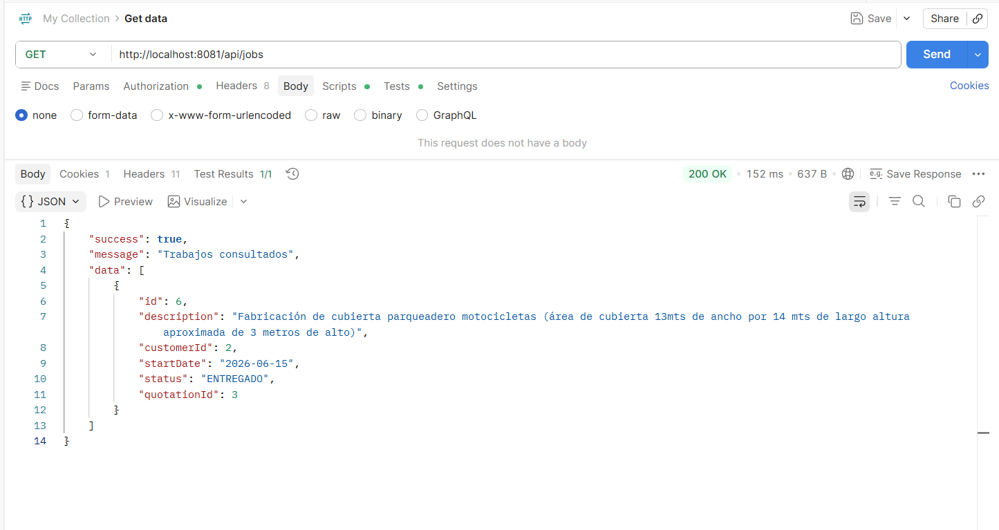 HTTP My Collection > Get data Save Share
GET http://localhost:8081/api/jobs Send
Docs Params Authorization Headers 8 Body Scripts Tests Settings Cookies
none form-data x-www-form-urlencoded raw binary GraphQL
This request does not have a body
Body Cookies 1 Headers 11 Test Results 1/1 200 OK • 152 ms • 637 B • e.g. Save Response
{} JSON Preview Visualize
1 {
2 "success": true,
3 "message": "Trabajos consultados",
4 "data": [
5 {
6 "id": 6,
7 "description": "Fabricación de cubierta parqueadero motocicletas (área de cubierta 13mts de ancho por 14 mts de largo altura
aproximada de 3 metros de alto)",
8 "customerId": 2,
9 "startDate": "2026-06-15",
10 "status": "ENTREGADO",
11 "quotationId": 3
12 }
13 ]
14 }